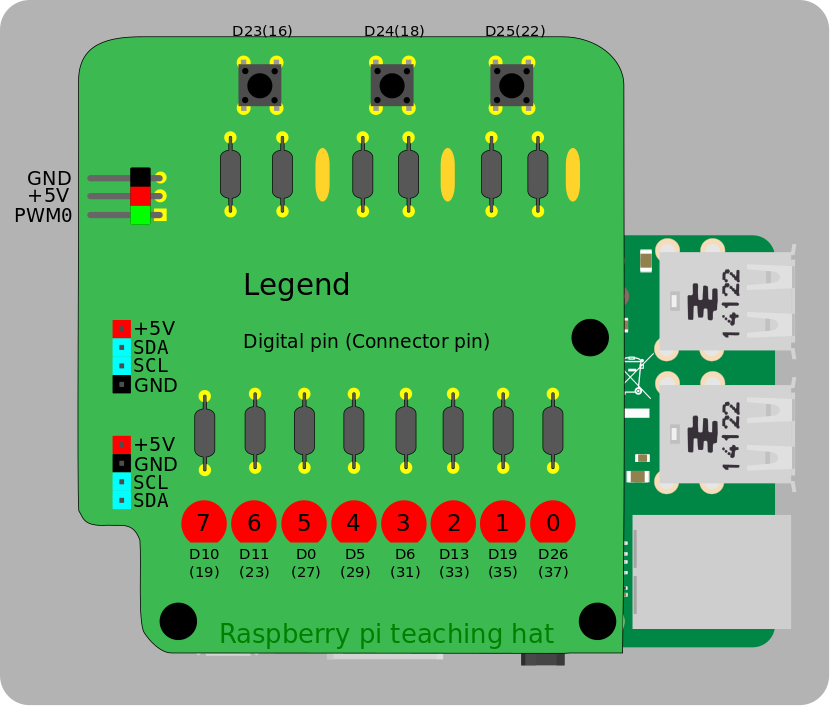 D23(16) D24(18) D25(22)
GND
+5V
PWM0
Legend
Digital pin (Connector pin)
+5V
SDA
SCL
GND
+5V
GND
SCL
SDA
14122
14122
7 6 5 4 3 2 1 0
D10 D11 D0 D5 D6 D13 D19 D26
(19) (23) (27) (29) (31) (33) (35) (37)
Raspberry pi teaching hat